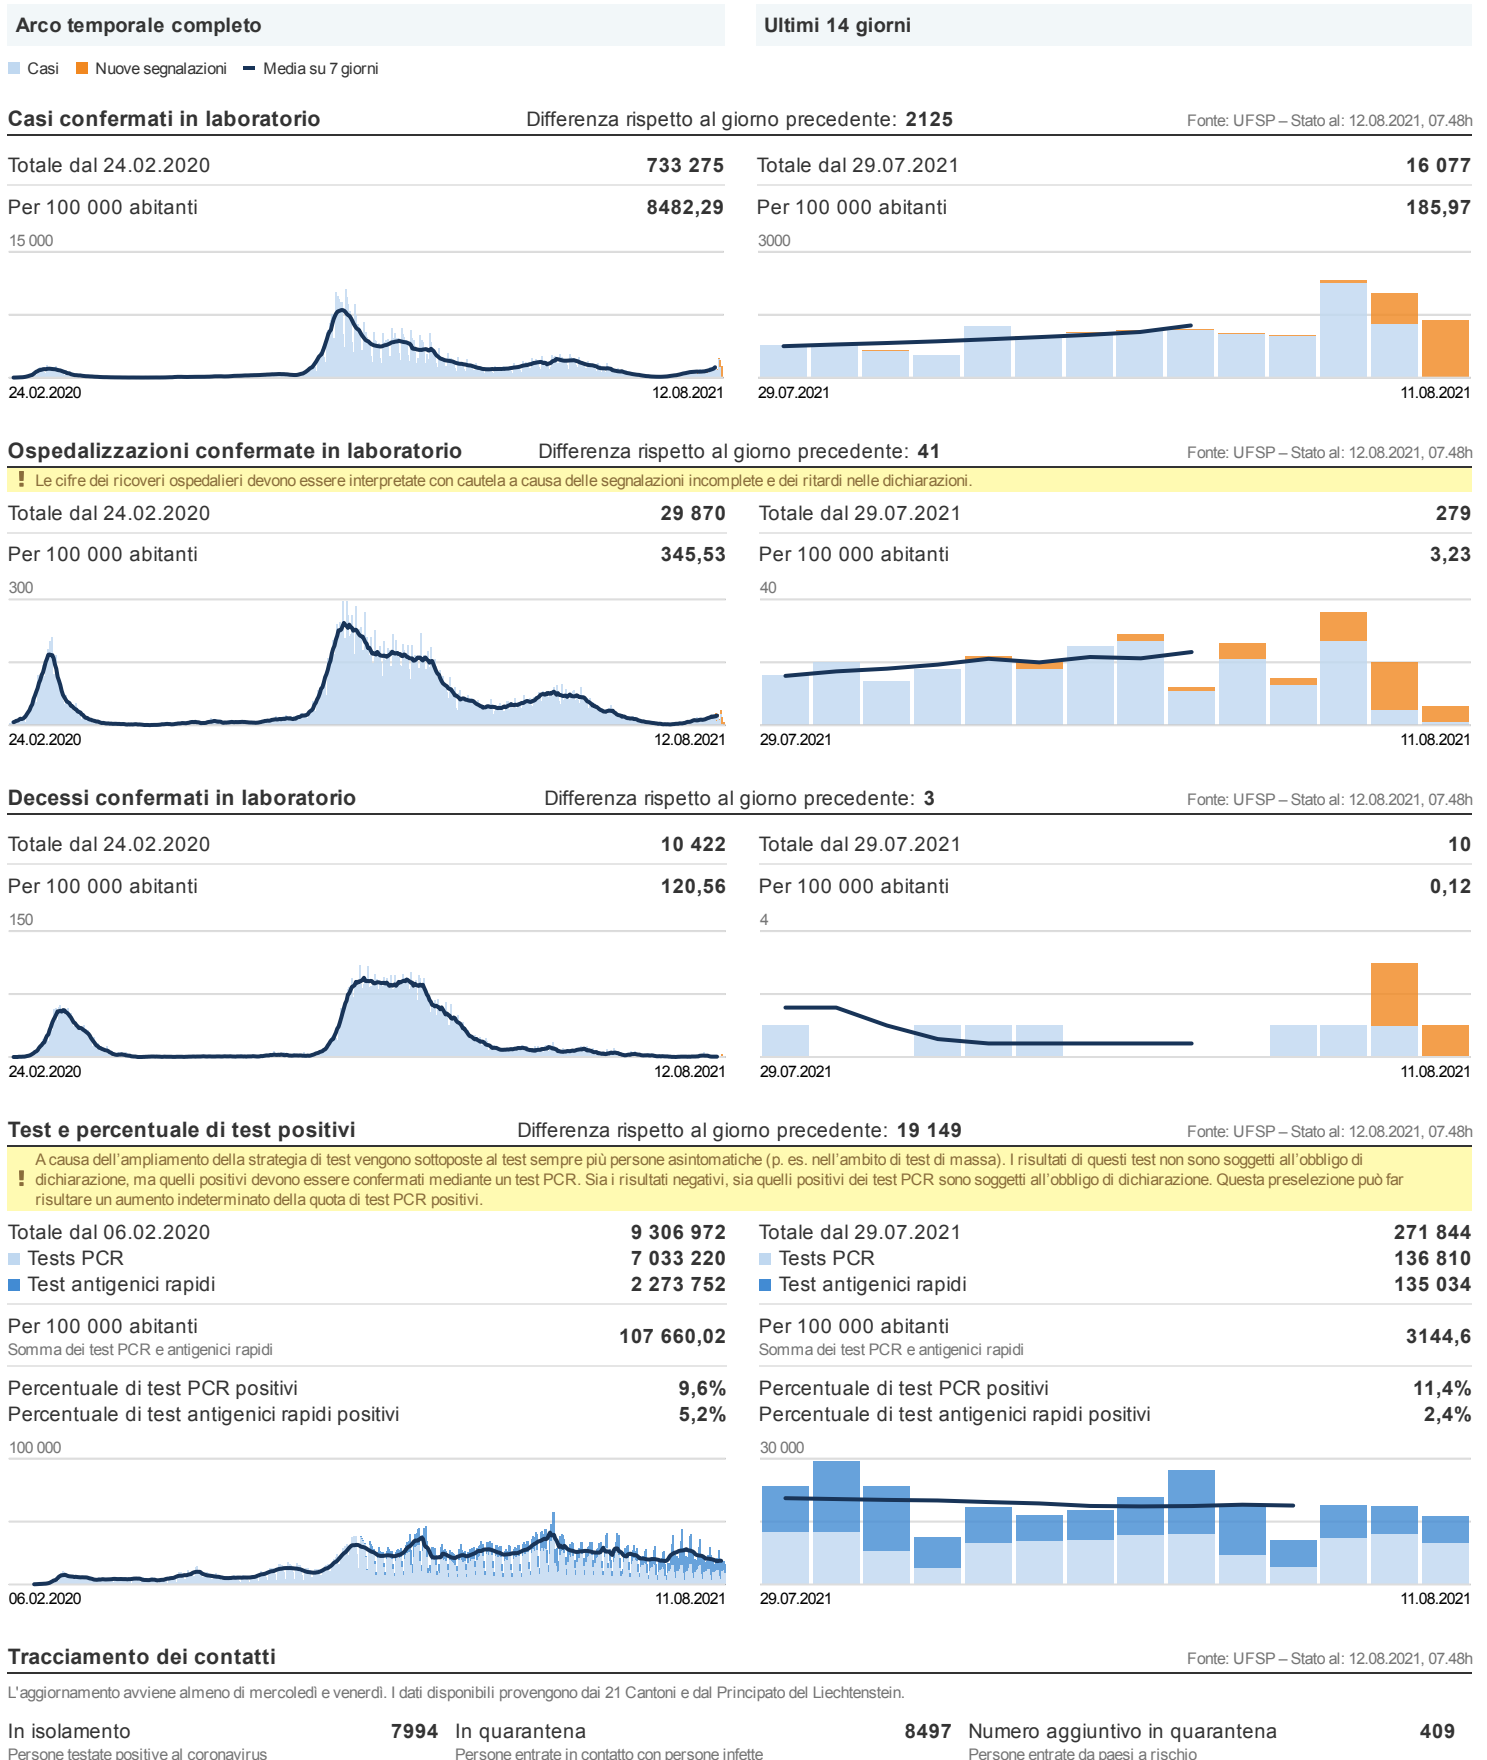 Arco temporale completo
Ultimi 14 giorni
Casi Nuove segnalazioni Media su 7 giorni
Casi confermati in laboratorio
Differenza rispetto al giorno precedente: 2125
Fonte: UFSP – Stato al: 12.08.2021, 07.48h
Totale dal 24.02.2020 733 275
Per 100 000 abitanti 8482,29
15 000
24.02.2020 12.08.2021
Totale dal 29.07.2021 16 077
Per 100 000 abitanti 185,97
3000
29.07.2021 11.08.2021
Ospedalizzazioni confermate in laboratorio
Differenza rispetto al giorno precedente: 41
Fonte: UFSP – Stato al: 12.08.2021, 07.48h
! Le cifre dei ricoveri ospedalieri devono essere interpretate con cautela a causa delle segnalazioni incomplete e dei ritardi nelle dichiarazioni.
Totale dal 24.02.2020 29 870
Per 100 000 abitanti 345,53
300
24.02.2020 12.08.2021
Totale dal 29.07.2021 279
Per 100 000 abitanti 3,23
40
29.07.2021 11.08.2021
Decessi confermati in laboratorio
Differenza rispetto al giorno precedente: 3
Fonte: UFSP – Stato al: 12.08.2021, 07.48h
Totale dal 24.02.2020 10 422
Per 100 000 abitanti 120,56
150
24.02.2020 12.08.2021
Totale dal 29.07.2021 10
Per 100 000 abitanti 0,12
4
29.07.2021 11.08.2021
Test e percentuale di test positivi
Differenza rispetto al giorno precedente: 19 149
Fonte: UFSP – Stato al: 12.08.2021, 07.48h
A causa dell'ampliamento della strategia di test vengono sottoposte al test sempre più persone asintomatiche (p. es. nell'ambito di test di massa). I risultati di questi test non sono soggetti all'obbligo di
! dichiarazione, ma quelli positivi devono essere confermati mediante un test PCR. Sia i risultati negativi, sia quelli positivi dei test PCR sono soggetti all'obbligo di dichiarazione. Questa preselezione può far
risultare un aumento indeterminato della quota di test PCR positivi.
Totale dal 06.02.2020 9 306 972
Tests PCR 7 033 220
Test antigenici rapidi 2 273 752
Per 100 000 abitanti 107 660,02
Somma dei test PCR e antigenici rapidi
Percentuale di test PCR positivi 9,6%
Percentuale di test antigenici rapidi positivi 5,2%
100 000
06.02.2020 11.08.2021
Totale dal 29.07.2021 271 844
Tests PCR 136 810
Test antigenici rapidi 135 034
Per 100 000 abitanti 3144,6
Somma dei test PCR e antigenici rapidi
Percentuale di test PCR positivi 11,4%
Percentuale di test antigenici rapidi positivi 2,4%
30 000
29.07.2021 11.08.2021
Tracciamento dei contatti
Fonte: UFSP – Stato al: 12.08.2021, 07.48h
L'aggiornamento avviene almeno di mercoledì e venerdì. I dati disponibili provengono dai 21 Cantoni e dal Principato del Liechtenstein.
In isolamento 7994
Persone testate positive al coronavirus
In quarantena 8497
Persone entrate in contatto con persone infette
Numero aggiuntivo in quarantena 409
Persone entrate da paesi a rischio